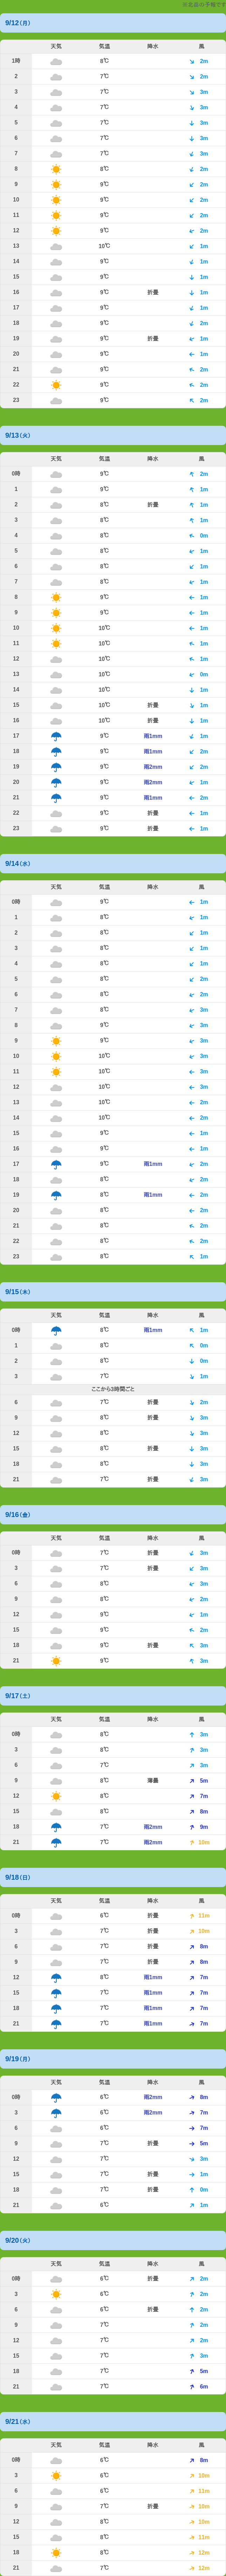 の予報です
9/12(月)
天気 気温 降水 風
1時 8℃ 2m
2 7℃ 2m
3 7℃ 3m
4 7℃ 3m
5 7℃ 3m
6 7℃ 3m
7 7℃ 3m
8 8℃ 2m
9 9℃ 2m
10 9℃ 2m
11 9℃ 2m
12 9℃ 2m
13 10℃ 1m
14 9℃ 1m
15 9℃ 1m
16 9℃ 折畳 1m
17 9℃ 1m
18 9℃ 2m
19 9℃ 折畳 1m
20 9℃ 1m
21 9℃ 2m
22 9℃ 2m
23 9℃ 2m
9/13(火)
天気 気温 降水 風
0時 9℃ 2m
1 9℃ 1m
2 8℃ 折畳 1m
3 8℃ 1m
4 8℃ 0m
5 8℃ 1m
6 8℃ 1m
7 8℃ 1m
8 9℃ 1m
9 9℃ 1m
10 10℃ 1m
11 10℃ 1m
12 10℃ 1m
13 10℃ 0m
14 10℃ 1m
15 10℃ 折畳 1m
16 10℃ 折畳 1m
17 9℃ 雨1mm 1m
18 9℃ 雨1mm 2m
19 9℃ 雨2mm 2m
20 9℃ 雨2mm 1m
21 9℃ 雨1mm 2m
22 9℃ 折畳 1m
23 9℃ 折畳 1m
9/14(水)
天気 気温 降水 風
0時 9℃ 1m
1 8℃ 1m
2 8℃ 1m
3 8℃ 1m
4 8℃ 1m
5 8℃ 2m
6 8℃ 2m
7 8℃ 3m
8 9℃ 3m
9 9℃ 3m
10 10℃ 3m
11 10℃ 3m
12 10℃ 3m
13 10℃ 2m
14 10℃ 2m
15 9℃ 1m
16 9℃ 1m
17 9℃ 雨1mm 2m
18 8℃ 2m
19 8℃ 雨1mm 2m
20 8℃ 2m
21 8℃ 2m
22 8℃ 2m
23 8℃ 1m
9/15(木)
天気 気温 降水 風
0時 8℃ 雨1mm 1m
1 8℃ 0m
2 8℃ 0m
3 7℃ 1m
ここから3時間ごと
6 7℃ 折畳 2m
9 8℃ 折畳 3m
12 8℃ 3m
15 8℃ 折畳 3m
18 8℃ 3m
21 7℃ 折畳 3m
9/16(金)
天気 気温 降水 風
0時 7℃ 折畳 3m
3 7℃ 折畳 3m
6 8℃ 3m
9 8℃ 2m
12 9℃ 1m
15 9℃ 2m
18 9℃ 折畳 3m
21 9℃ 3m
9/17(土)
天気 気温 降水 風
0時 8℃ 3m
3 8℃ 3m
6 7℃ 3m
9 8℃ 5m
12 8℃ 7m
15 8℃ 8m
18 7℃ 雨2mm 9m
21 7℃ 雨2mm 10m
9/18(日)
天気 気温 降水 風
0時 6℃ 折畳 11m
3 7℃ 折畳 10m
6 7℃ 折畳 8m
9 7℃ 折畳 8m
12 8℃ 雨1mm 7m
15 7℃ 雨1mm 7m
18 7℃ 雨1mm 7m
21 7℃ 雨1mm 7m
9/19(月)
天気 気温 降水 風
0時 6℃ 雨2mm 8m
3 6℃ 雨2mm 7m
6 6℃ 7m
9 7℃ 折畳 5m
12 7℃ 3m
15 7℃ 折畳 1m
18 7℃ 折畳 0m
21 6℃ 1m
9/20(火)
天気 気温 降水 風
0時 6℃ 折畳 2m
3 6℃ 2m
6 6℃ 折畳 2m
9 7℃ 2m
12 7℃ 2m
15 7℃ 3m
18 7℃ 5m
21 7℃ 6m
9/21(水)
天気 気温 降水 風
0時 6℃ 8m
3 6℃ 10m
6 6℃ 11m
9 7℃ 折畳 10m
12 8℃ 10m
15 8℃ 11m
18 8℃ 12m
21 7℃ 12m